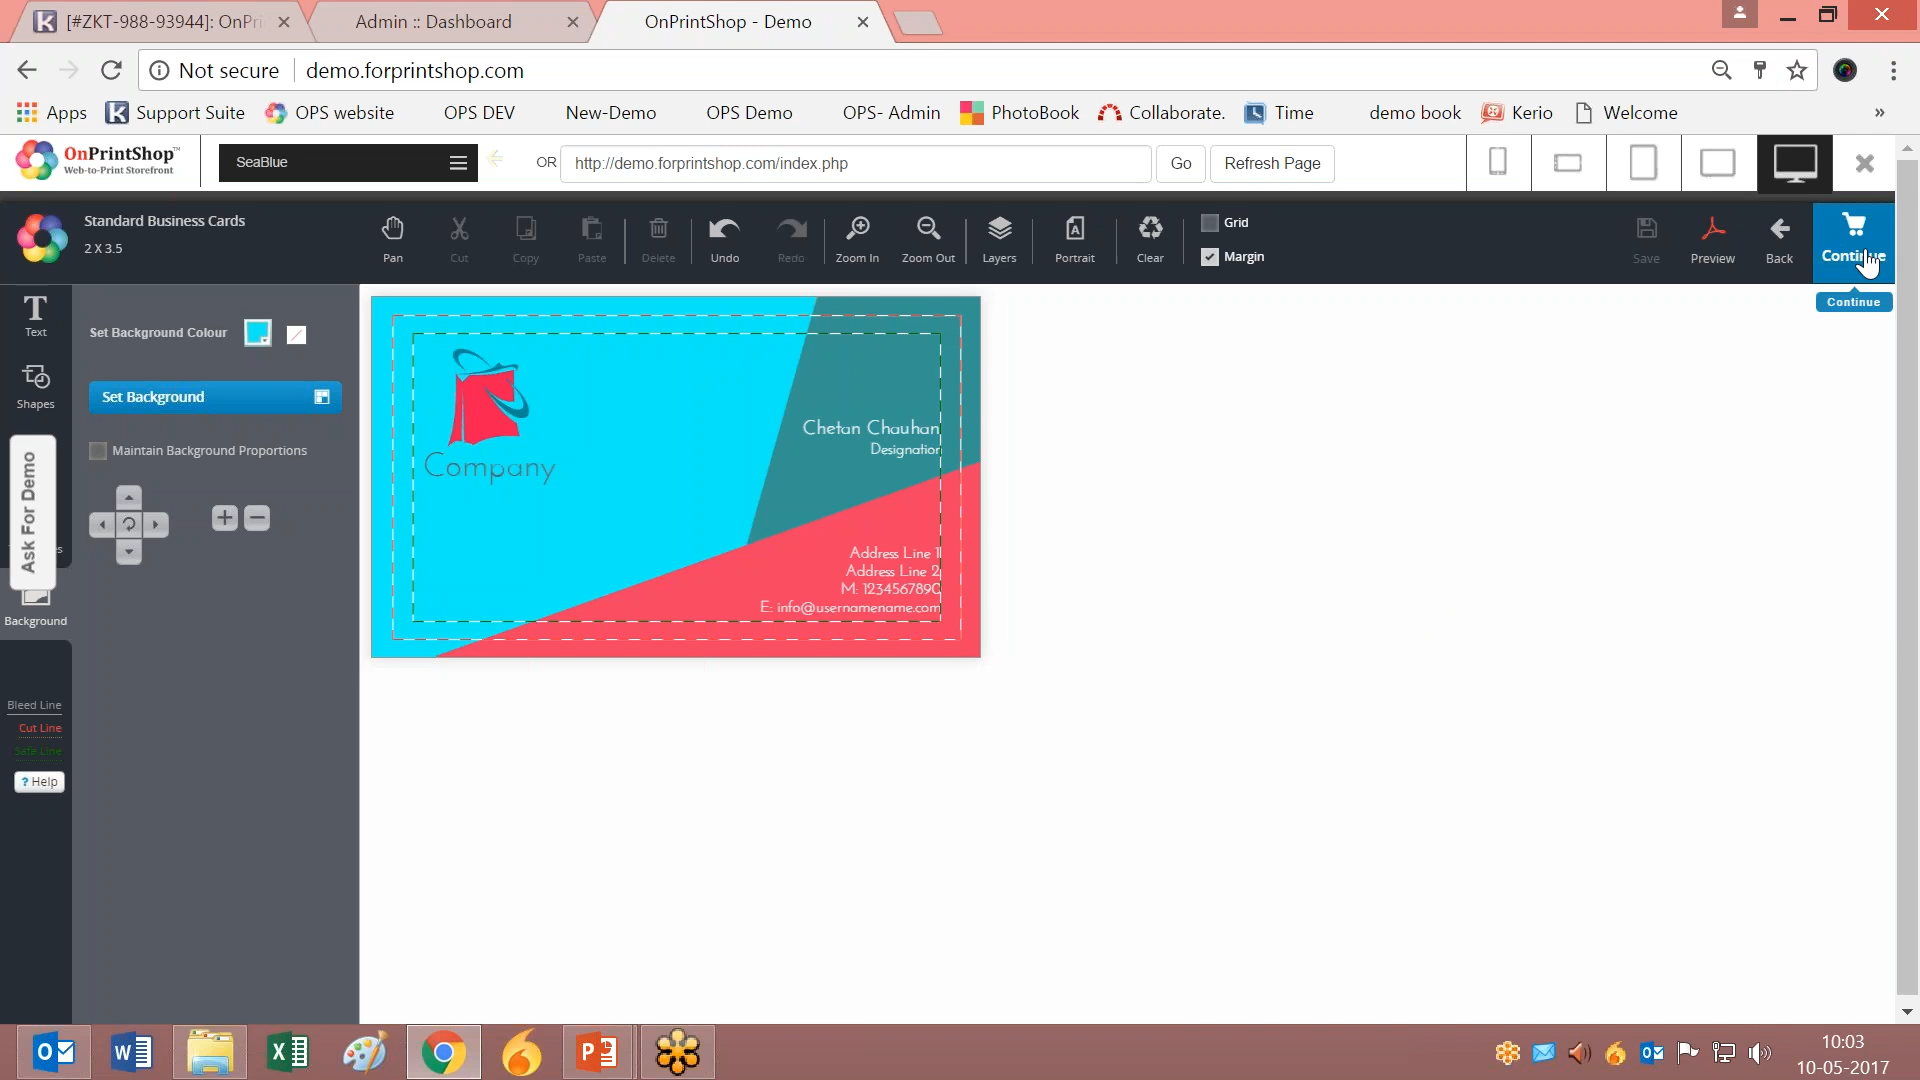 [#ZKT-988-93944]: OnPri
Admin :: Dashboard
OnPrintShop - Demo
Not secure
demo.forprintshop.com
Apps
Support Suite
OPS website
OPS DEV
New-Demo
OPS Demo
OPS- Admin
PhotoBook
Collaborate.
Time
demo book
Kerio
Welcome
»
OnPrintShop™
Web-to-Print Storefront
SeaBlue
OR
http://demo.forprintshop.com/index.php
Go
Refresh Page
Standard Business Cards
2 X 3.5
Pan
Cut
Copy
Paste
Delete
Undo
Redo
Zoom In
Zoom Out
Layers
Portrait
Clear
Grid
Margin
Save
Preview
Back
Continue
Continue
Text
Shapes
Ask For Demo
Background
Bleed Line
Cut Line
Safe Line
? Help
Set Background Colour
Set Background
Maintain Background Proportions
Company
Chetan Chauhan
Designation
Address Line 1
Address Line 2
M: 1234567890
E: info@usernamename.com
10:03
10-05-2017